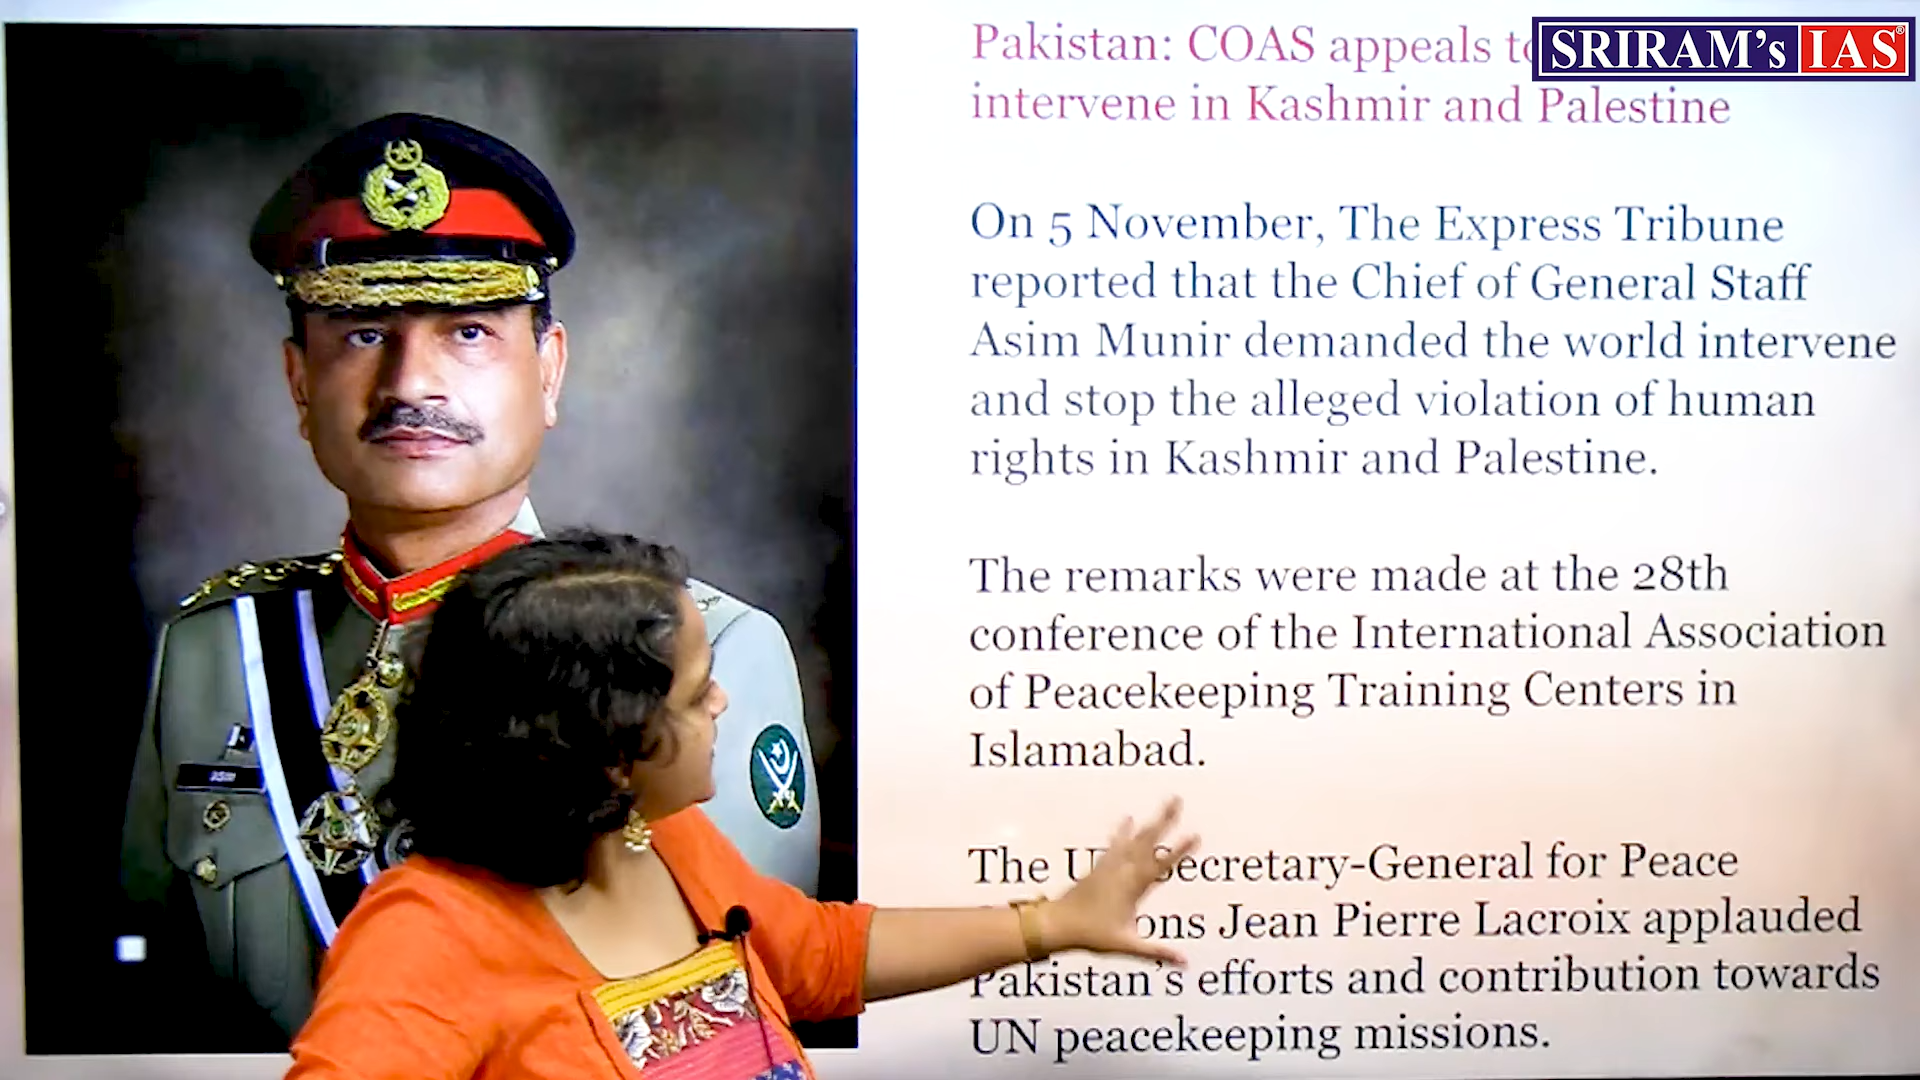 Pakistan: COAS appeals
SRIRAM's IAS®
intervene in Kashmir and Palestine
On 5 November, The Express Tribune
reported that the Chief of General Staff
Asim Munir demanded the world intervene
and stop the alleged violation of human
rights in Kashmir and Palestine.
The remarks were made at the 28th
conference of the International Association
of Peacekeeping Training Centers in
Islamabad.
The Secretary-General for Peace
Jean Pierre Lacroix applauded
Pakistan's efforts and contribution towards
UN peacekeeping missions.